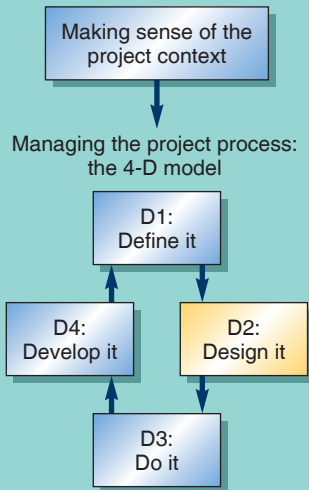 Making sense of the
project context
Managing the project process:
the 4-D model
D1:
Define it
D4:
Develop it
D2:
Design it
D3:
Do it